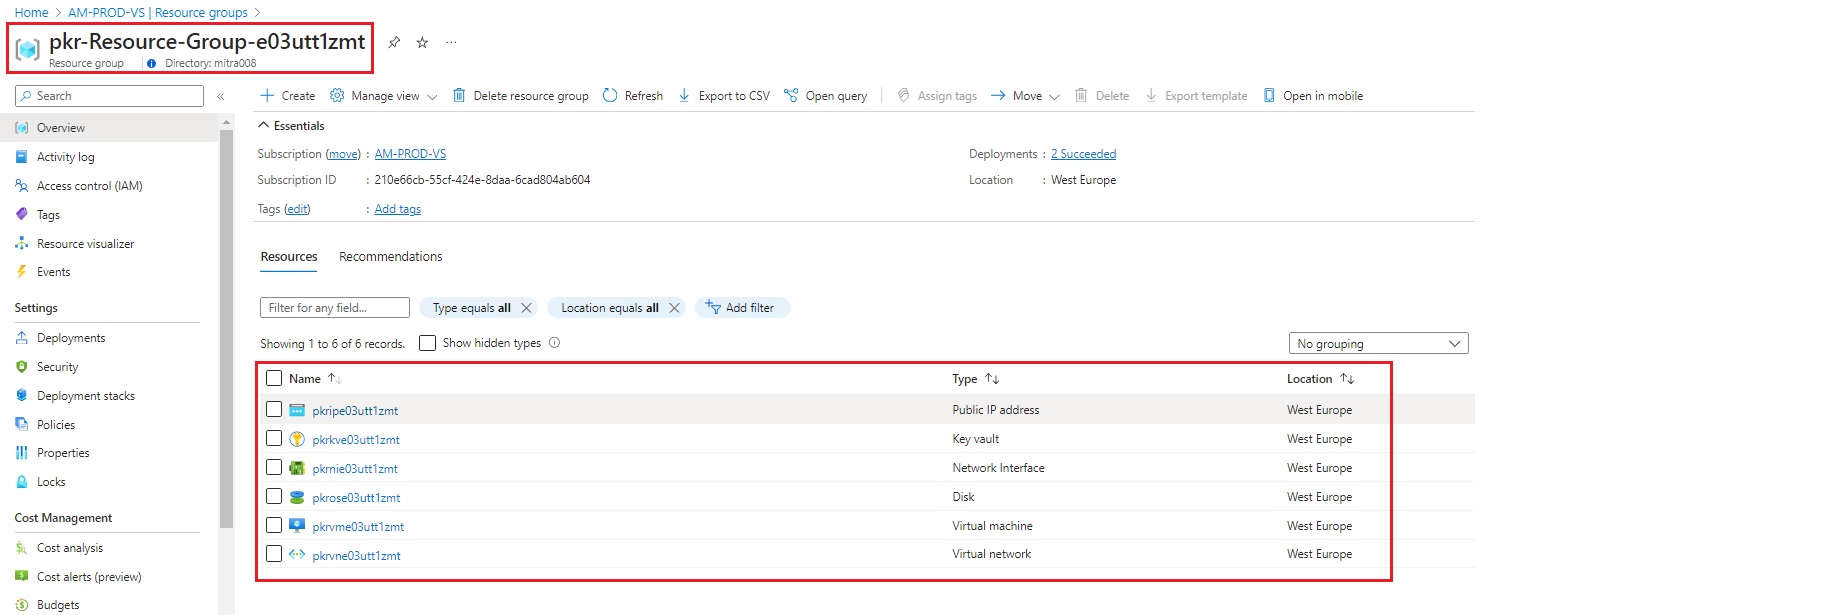 Home > AM-PROD-VS | Resource groups >
pkr-Resource-Group-e03utt1zmt
Resource group Directory: mitra008
Search
Create Manage view Delete resource group Refresh Export to CSV Open query Assign tags Move Delete Export template Open in mobile
Overview
Activity log
Access control (IAM)
Tags
Resource visualizer
Events
Settings
Deployments
Security
Deployment stacks
Policies
Properties
Locks
Cost Management
Cost analysis
Cost alerts (preview)
Budgets
Essentials
Subscription (move) : AM-PROD-VS
Subscription ID : 210e66cb-55cf-424e-8daa-6cad804ab604
Tags (edit) : Add tags
Deployments : 2 Succeeded
Location : West Europe
Resources Recommendations
Filter for any field... Type equals all Location equals all Add filter
Showing 1 to 6 of 6 records. Show hidden types No grouping
Name Type Location
pkripe03utt1zmt Public IP address West Europe
pkrkve03utt1zmt Key vault West Europe
pkrnie03utt1zmt Network Interface West Europe
pkrose03utt1zmt Disk West Europe
pkrvme03utt1zmt Virtual machine West Europe
pkrvne03utt1zmt Virtual network West Europe